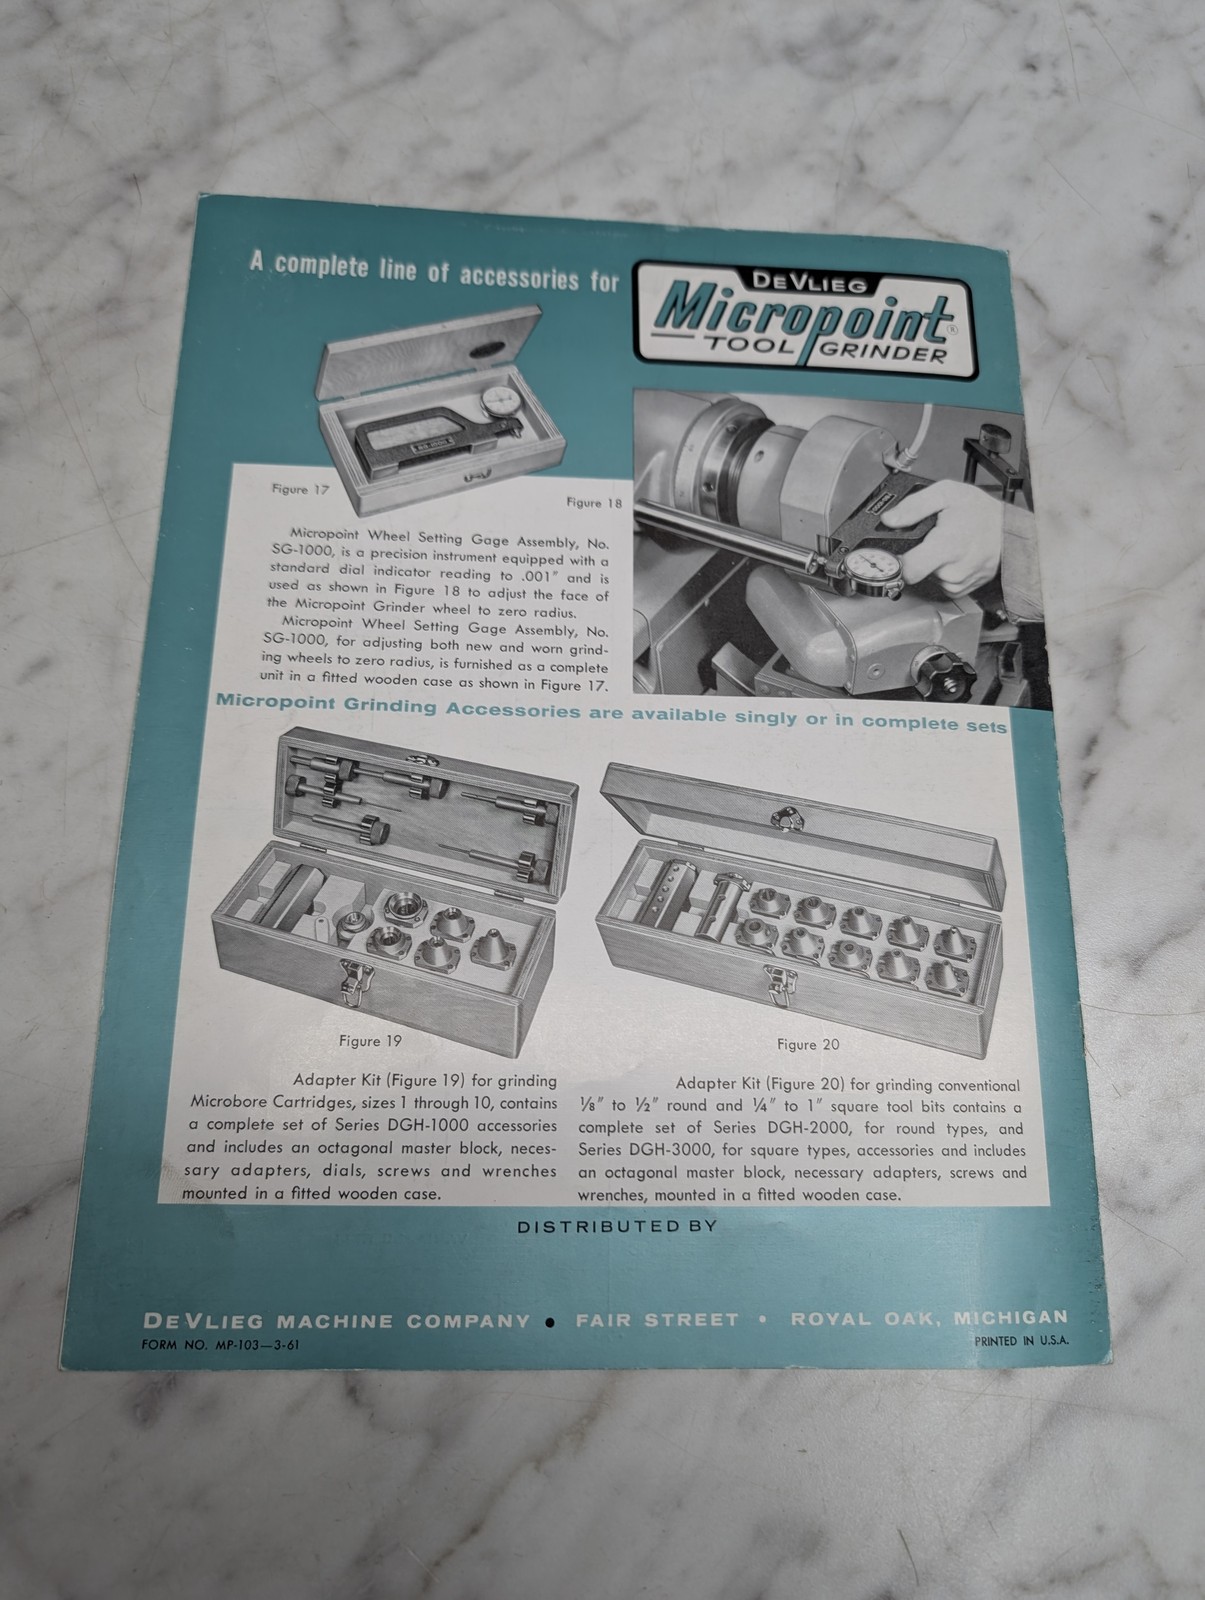 A complete line of accessories for
DEVLIEG
Micropoint®
TOOL GRINDER
Figure 17
Figure 18
Micropoint Wheel Setting Gage Assembly, No.
SG-1000, is a precision instrument equipped with a
standard dial indicator reading to .001" and is
used as shown in Figure 18 to adjust the face of
the Micropoint Grinder wheel to zero radius.
Micropoint Wheel Setting Gage Assembly, No.
SG-1000, for adjusting both new and worn grind-
ing wheels to zero radius, is furnished as a complete
unit in a fitted wooden case as shown in Figure 17.
Micropoint Grinding Accessories are available singly or in complete sets
Figure 19
Adapter Kit (Figure 19) for grinding
Microbore Cartridges, sizes 1 through 10, contains
a complete set of Series DGH-1000 accessories
and includes an octagonal master block, neces-
sary adapters, dials, screws and wrenches
mounted in a fitted wooden case.
Figure 20
Adapter Kit (Figure 20) for grinding conventional
⅛" to ½" round and ¼" to 1" square tool bits contains a
complete set of Series DGH-2000, for round types, and
Series DGH-3000, for square types, accessories and includes
an octagonal master block, necessary adapters, screws and
wrenches, mounted in a fitted wooden case.
DISTRIBUTED BY
DEVLIEG MACHINE COMPANY • FAIR STREET • ROYAL OAK, MICHIGAN
FORM NO. MP-103—3-61
PRINTED IN U.S.A.